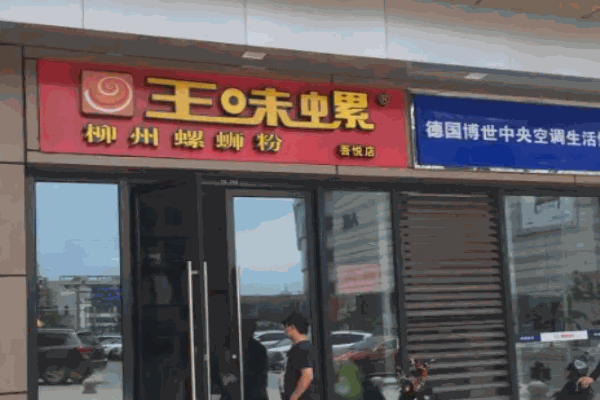 王味螺
柳州螺蛳粉
吾悦店
德国博世中央空调生活